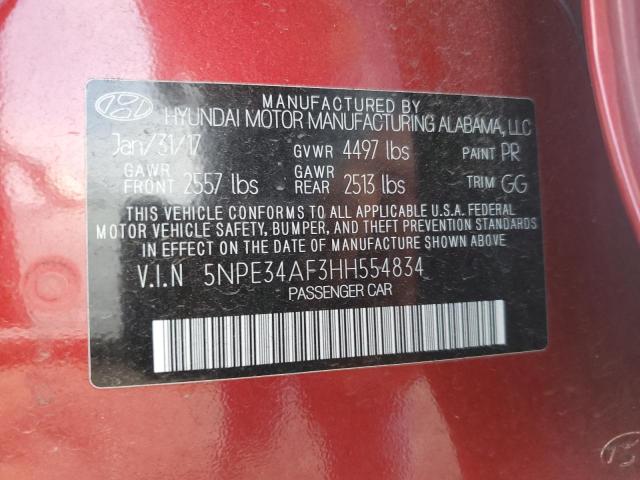 MANUFACTURED BY
HYUNDAI MOTOR MANUFACTURING ALABAMA, LLC
Jan/31/17 GVWR 4497 lbs PAINT PR
GAWR FRONT 2557 lbs GAWR REAR 2513 lbs TRIM GG
THIS VEHICLE CONFORMS TO ALL APPLICABLE U.S.A. FEDERAL
MOTOR VEHICLE SAFETY, BUMPER, AND THEFT PREVENTION STANDARDS
IN EFFECT ON THE DATE OF MANUFACTURE SHOWN ABOVE.
V.I.N 5NPE34AF3HH554834
PASSENGER CAR